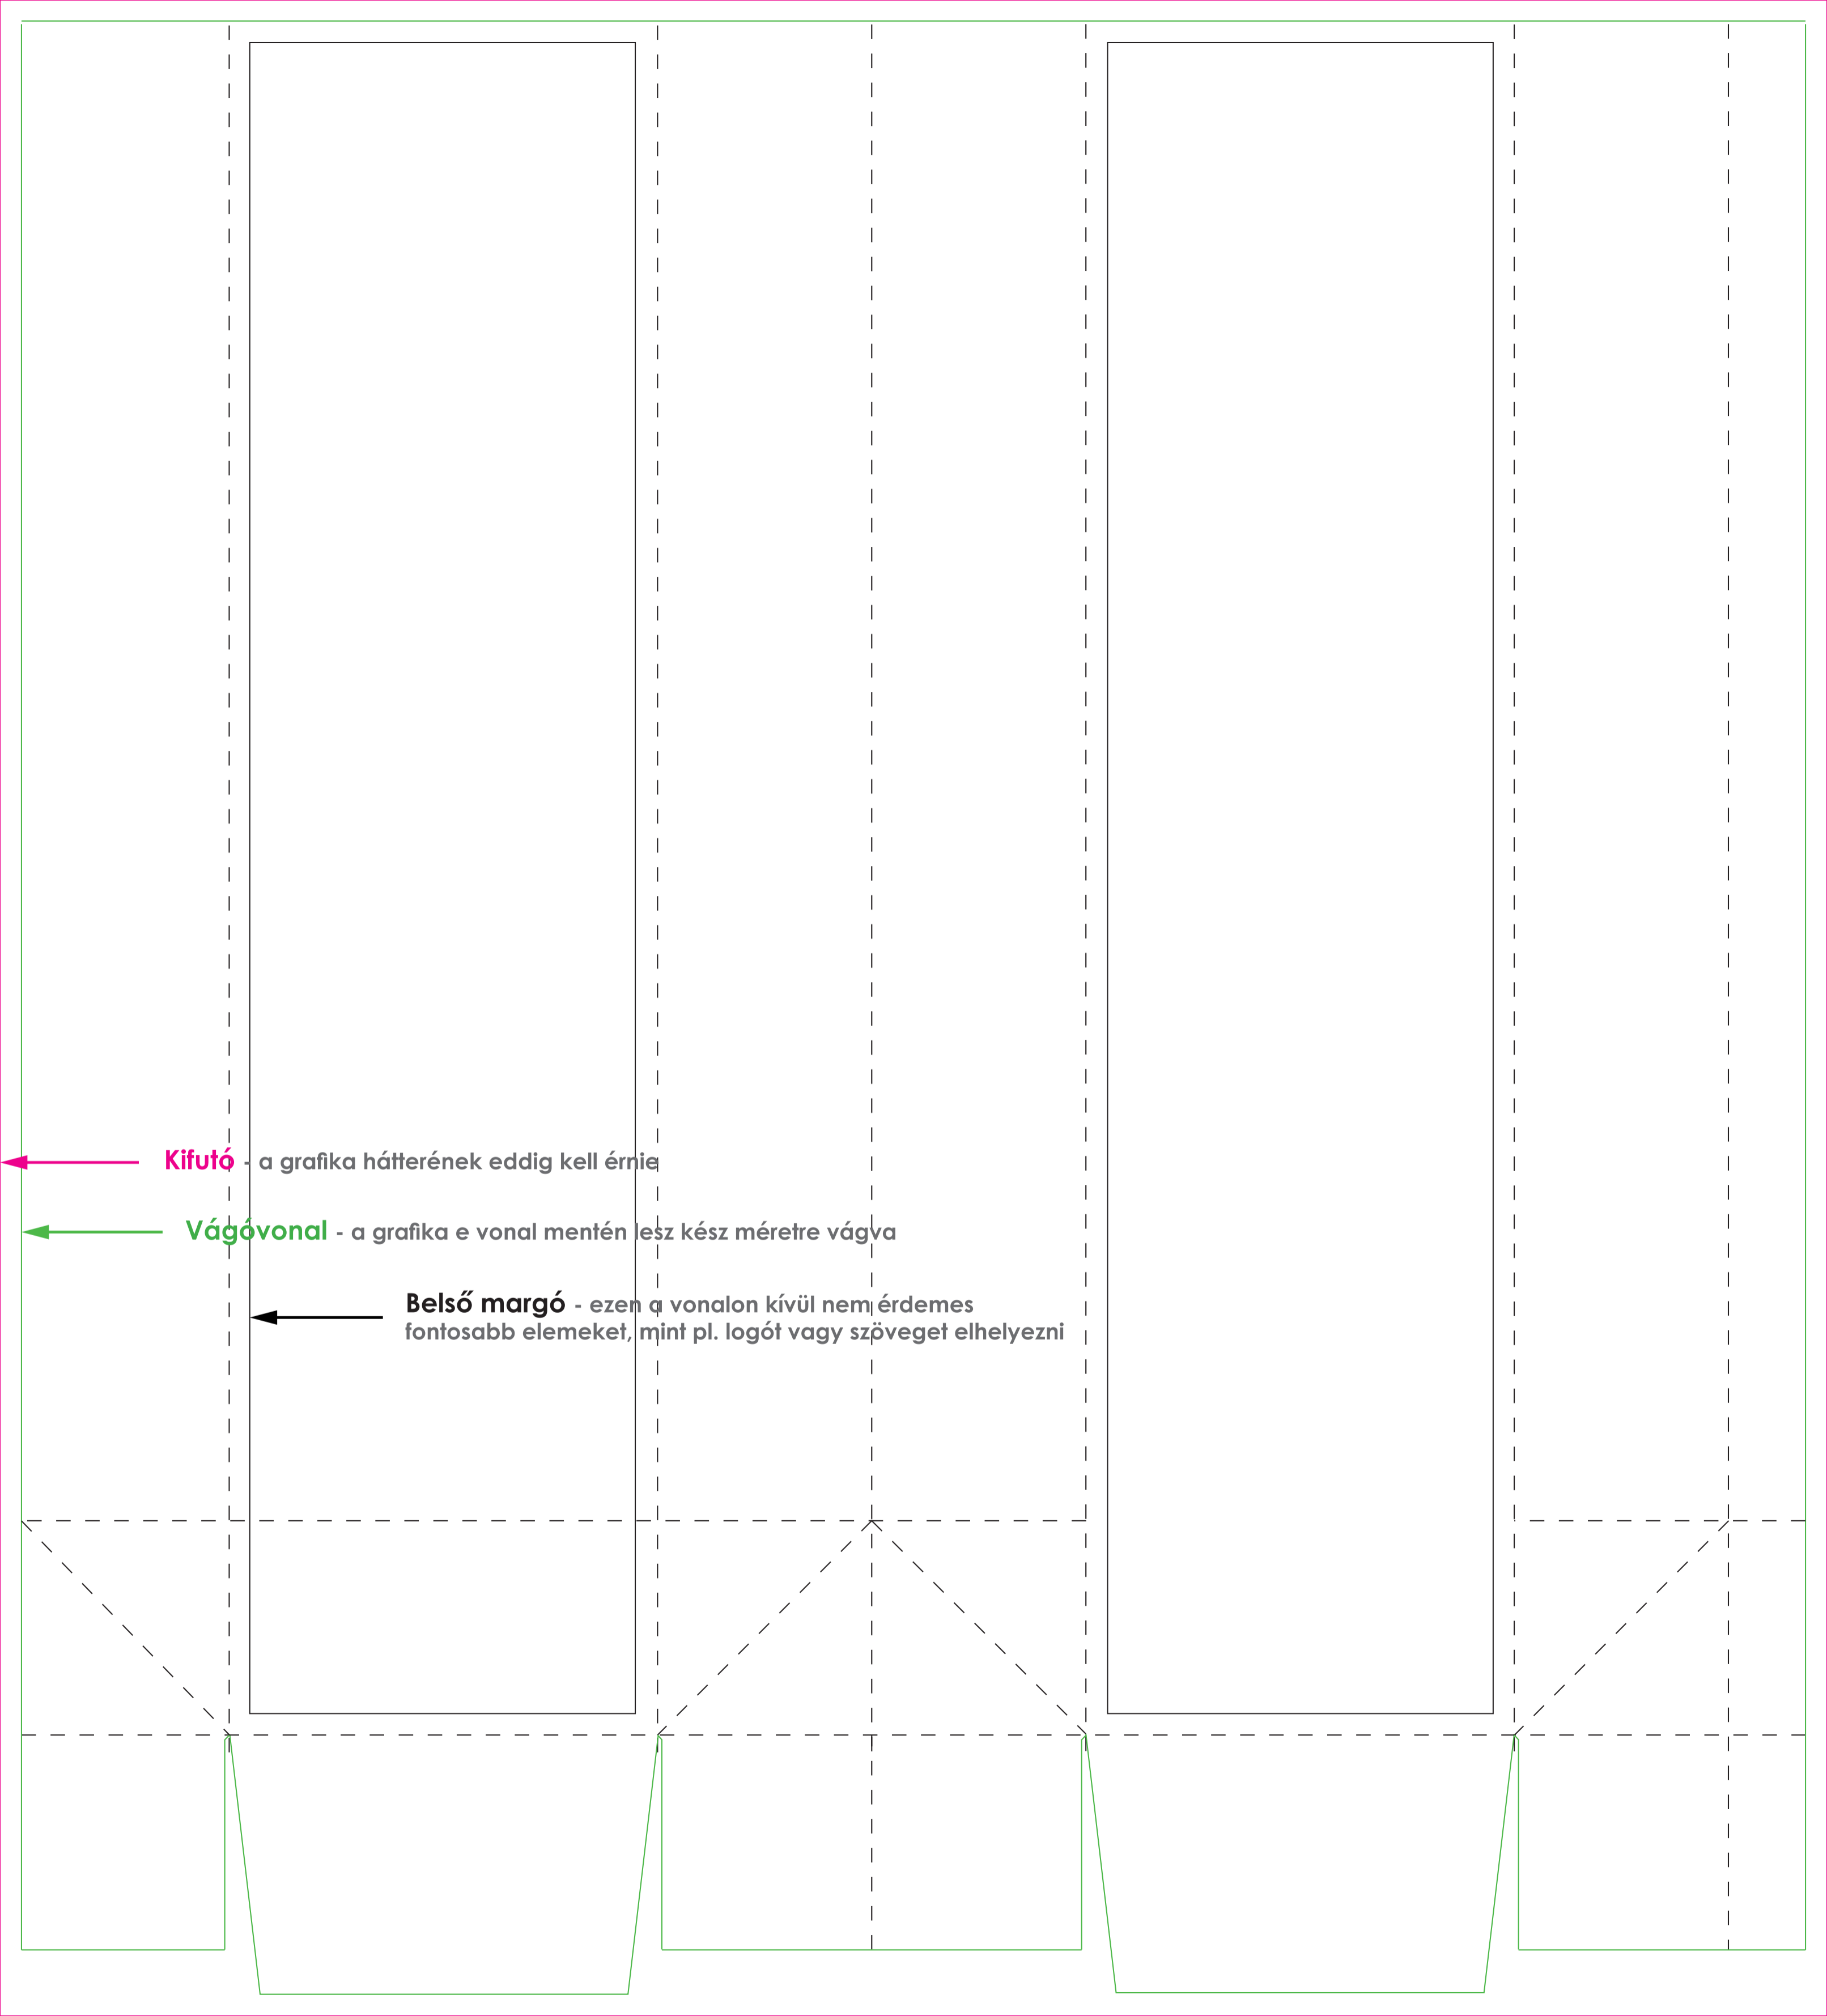 Kifutó - a grafika hátterének eddig kell érnie
Vágóvonal - a grafika e vonal mentén lesz kész méretre vágva
Belső margó - ezen a vonalon kívül nem érdemes
fontosabb elemeket, mint pl. logót vagy szöveget elhelyezni